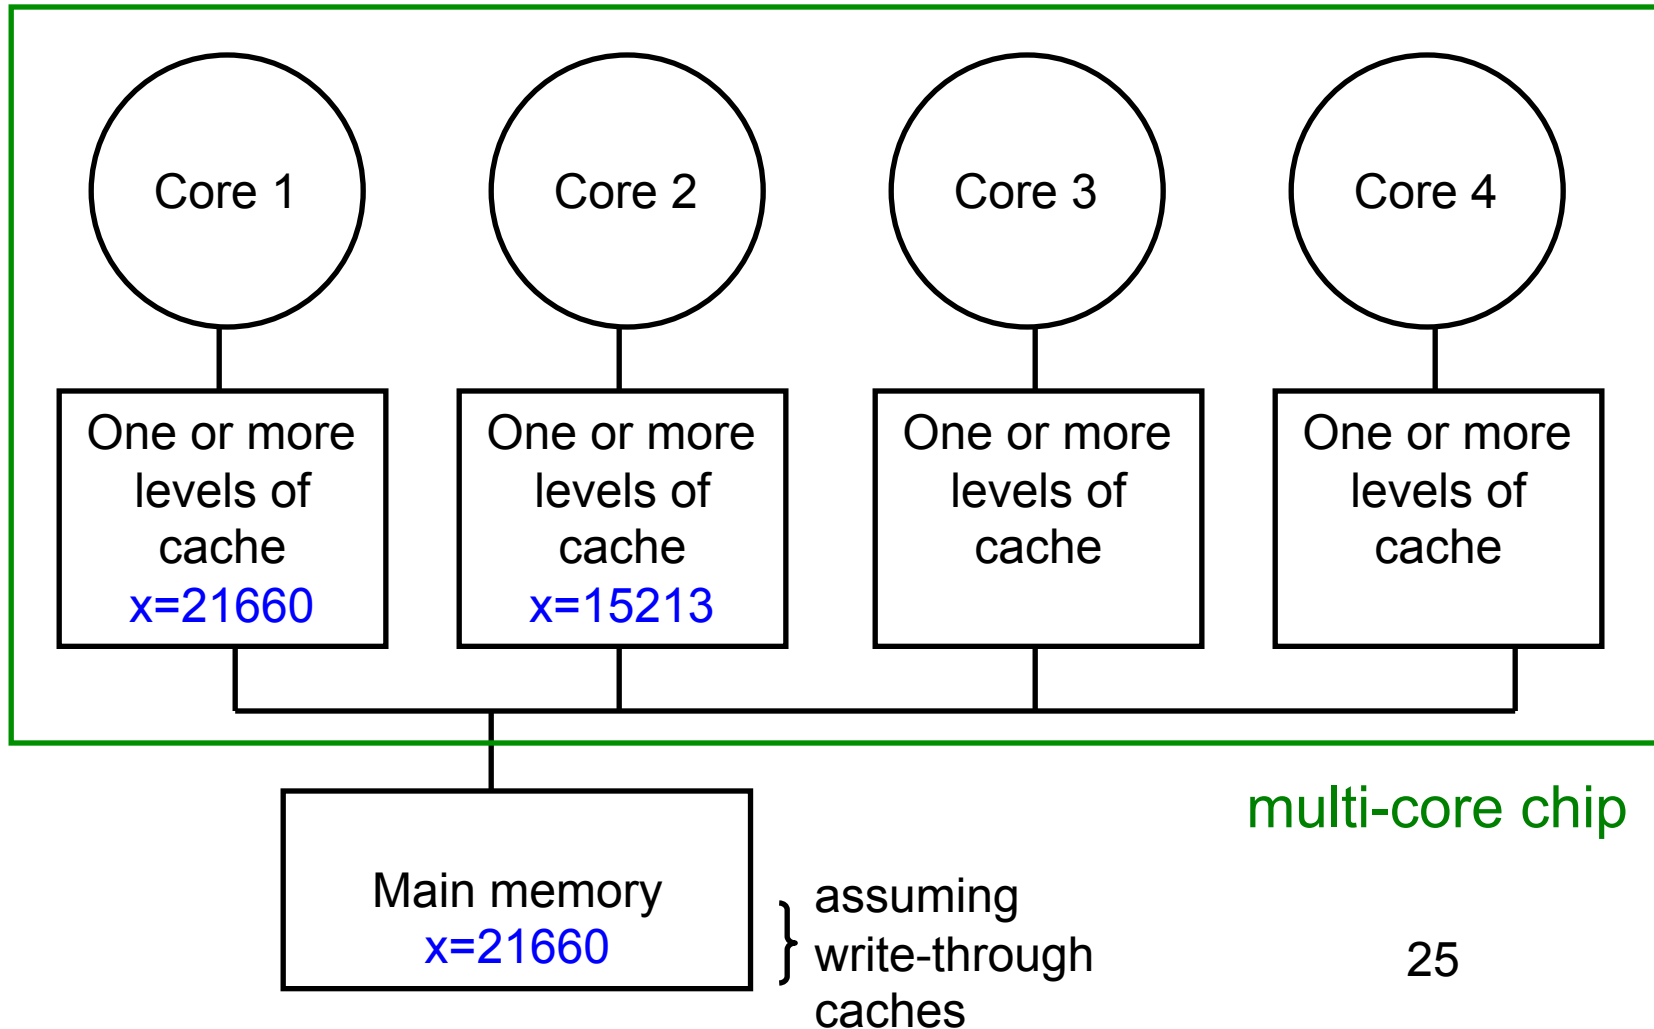 Core 1
Core 2
Core 3
Core 4
One or more
levels of
cache
x=21660
One or more
levels of
cache
x=15213
One or more
levels of
cache
One or more
levels of
cache
multi-core chip
Main memory
x=21660
assuming
write-through
caches
25